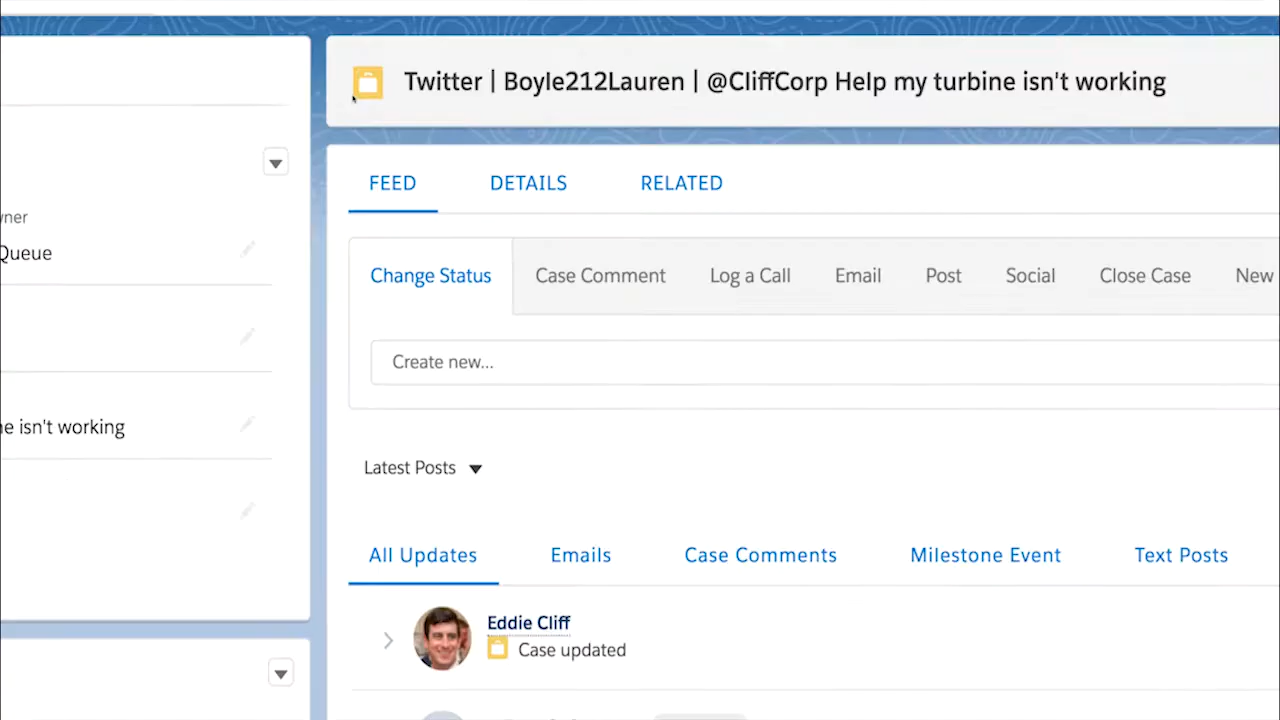 Twitter | Boyle212Lauren | @CliffCorp Help my turbine isn't working
FEED DETAILS RELATED
wner
Queue
Change Status Case Comment Log a Call Email Post Social Close Case New
Create new...
e isn't working
Latest Posts
All Updates Emails Case Comments Milestone Event Text Posts
Eddie Cliff
Case updated